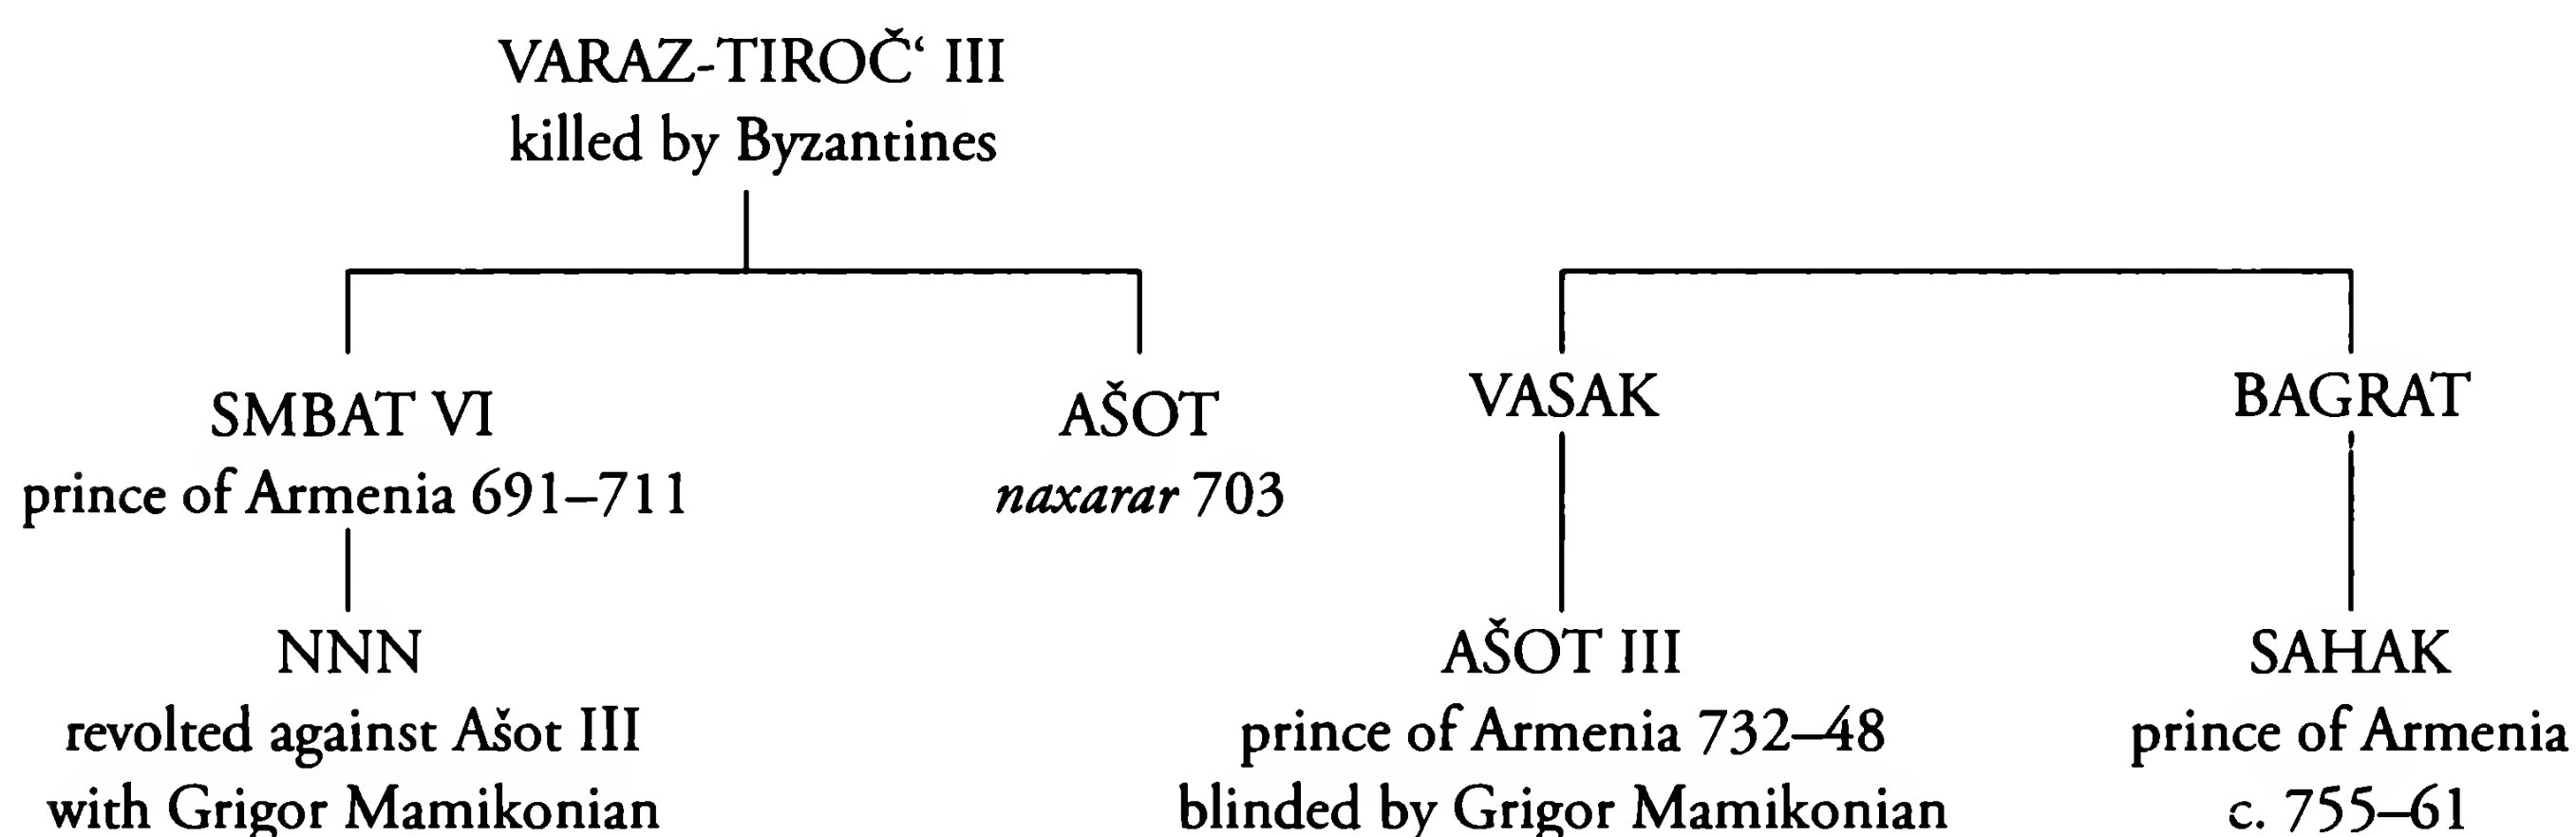 VARAZ-TIROČ‘ III
killed by Byzantines
SMBAT VI
prince of Armenia 691–711
AŠOT
naxarar 703
VASAK
BAGRAT
NNN
revolted against Ašot III
with Grigor Mamikonian
AŠOT III
prince of Armenia 732–48
blinded by Grigor Mamikonian
SAHAK
prince of Armenia
c. 755–61